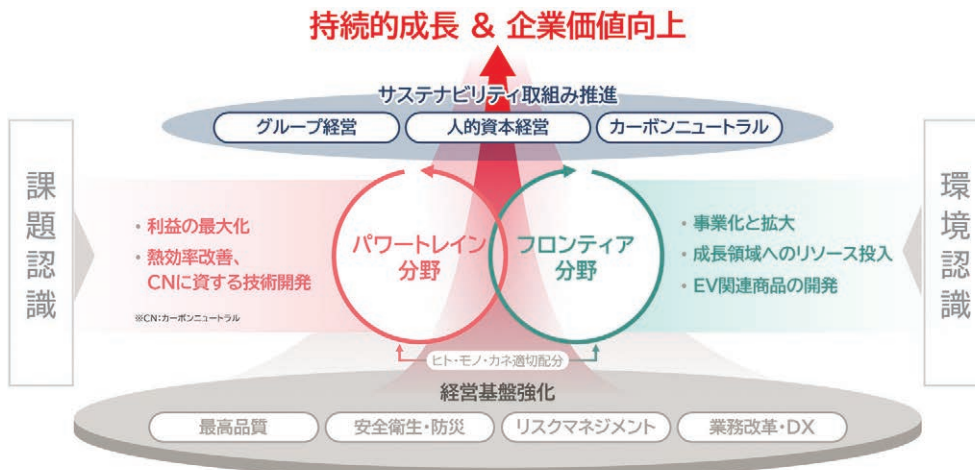 持続的成長 & 企業価値向上
サステナビリティ取組み推進
グループ経営
人的資本経営
カーボンニュートラル
課題認識
・利益の最大化
・熱効率改善、
CNに資する技術開発
※CN:カーボンニュートラル
パワートレイン
分野
フロンティア
分野
・事業化と拡大
・成長領域へのリソース投入
・EV関連商品の開発
環境認識
ヒト・モノ・カネ適切配分
経営基盤強化
最高品質
安全衛生・防災
リスクマネジメント
業務改革・DX